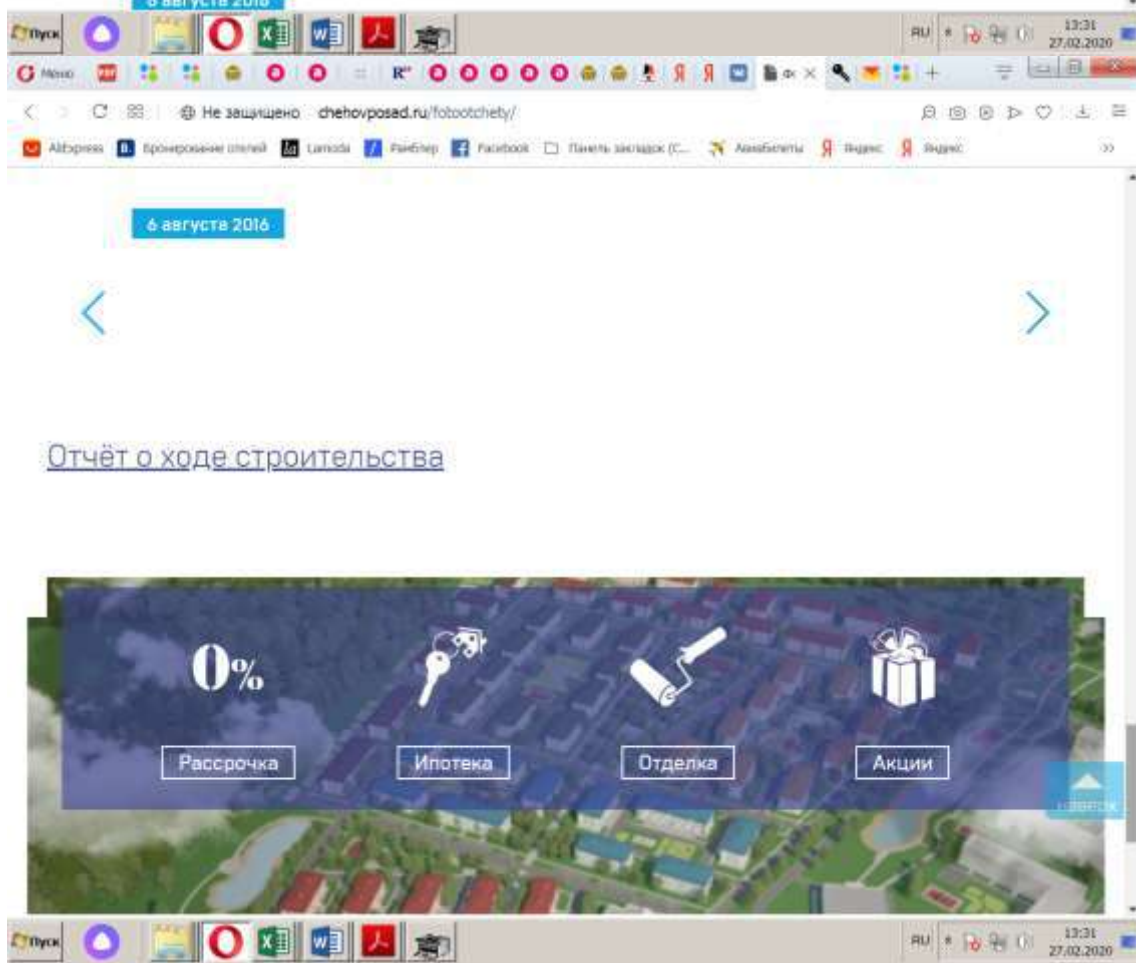 6 августа 2016
Пуск
RU
13:31
27.02.2020
Меню
Не защищено chehovposad.ru/fotootchety/
AliExpress Бронирование отелей Lamoda Рамблер Facebook Панель закладок (С... Авиабилеты Яндекс Яндекс
6 августа 2016
Отчёт о ходе строительства
0%
Рассрочка Ипотека Отделка Акции
Пуск
RU
13:31
27.02.2020